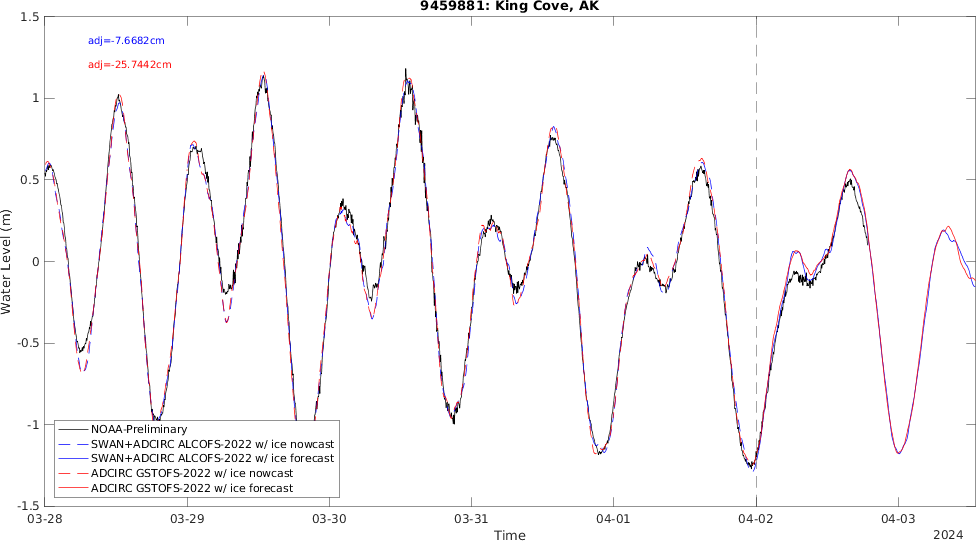 9459881: King Cove, AK
adj=-7.6682cm
adj=-25.7442cm
Water Level (m)
1.5
1
0.5
0
-0.5
-1
-1.5
NOAA-Preliminary
SWAN+ADCIRC ALCOFS-2022 w/ ice nowcast
SWAN+ADCIRC ALCOFS-2022 w/ ice forecast
ADCIRC GSTOFS-2022 w/ ice nowcast
ADCIRC GSTOFS-2022 w/ ice forecast
03-28 03-29 03-30 03-31 04-01 04-02 04-03
Time
2024